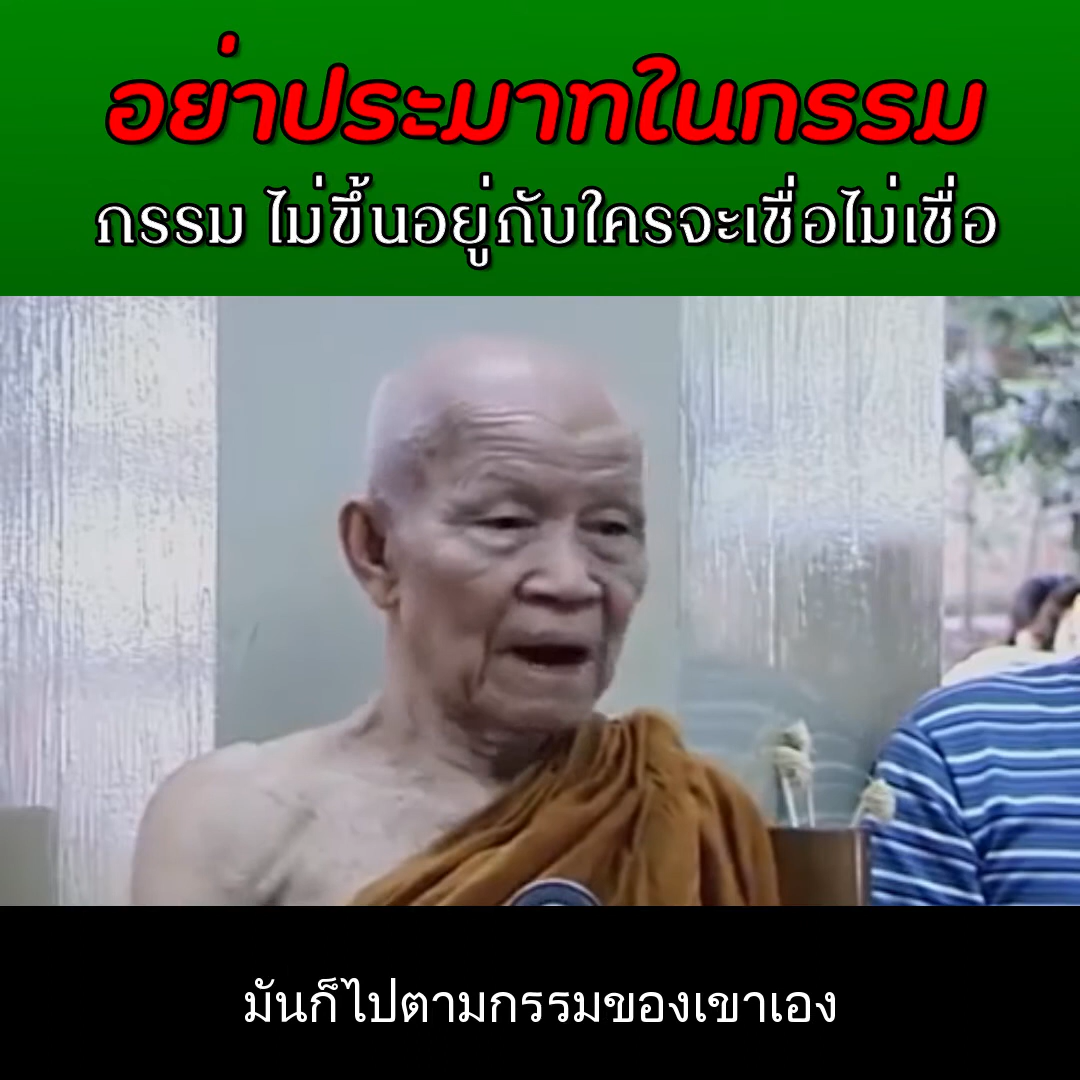 อย่าประมาทในกรรม
กรรม ไม่ขึ้นอยู่กับใครจะเชื่อไม่เชื่อ
มันก็ไปตามกรรมของเขาเอง